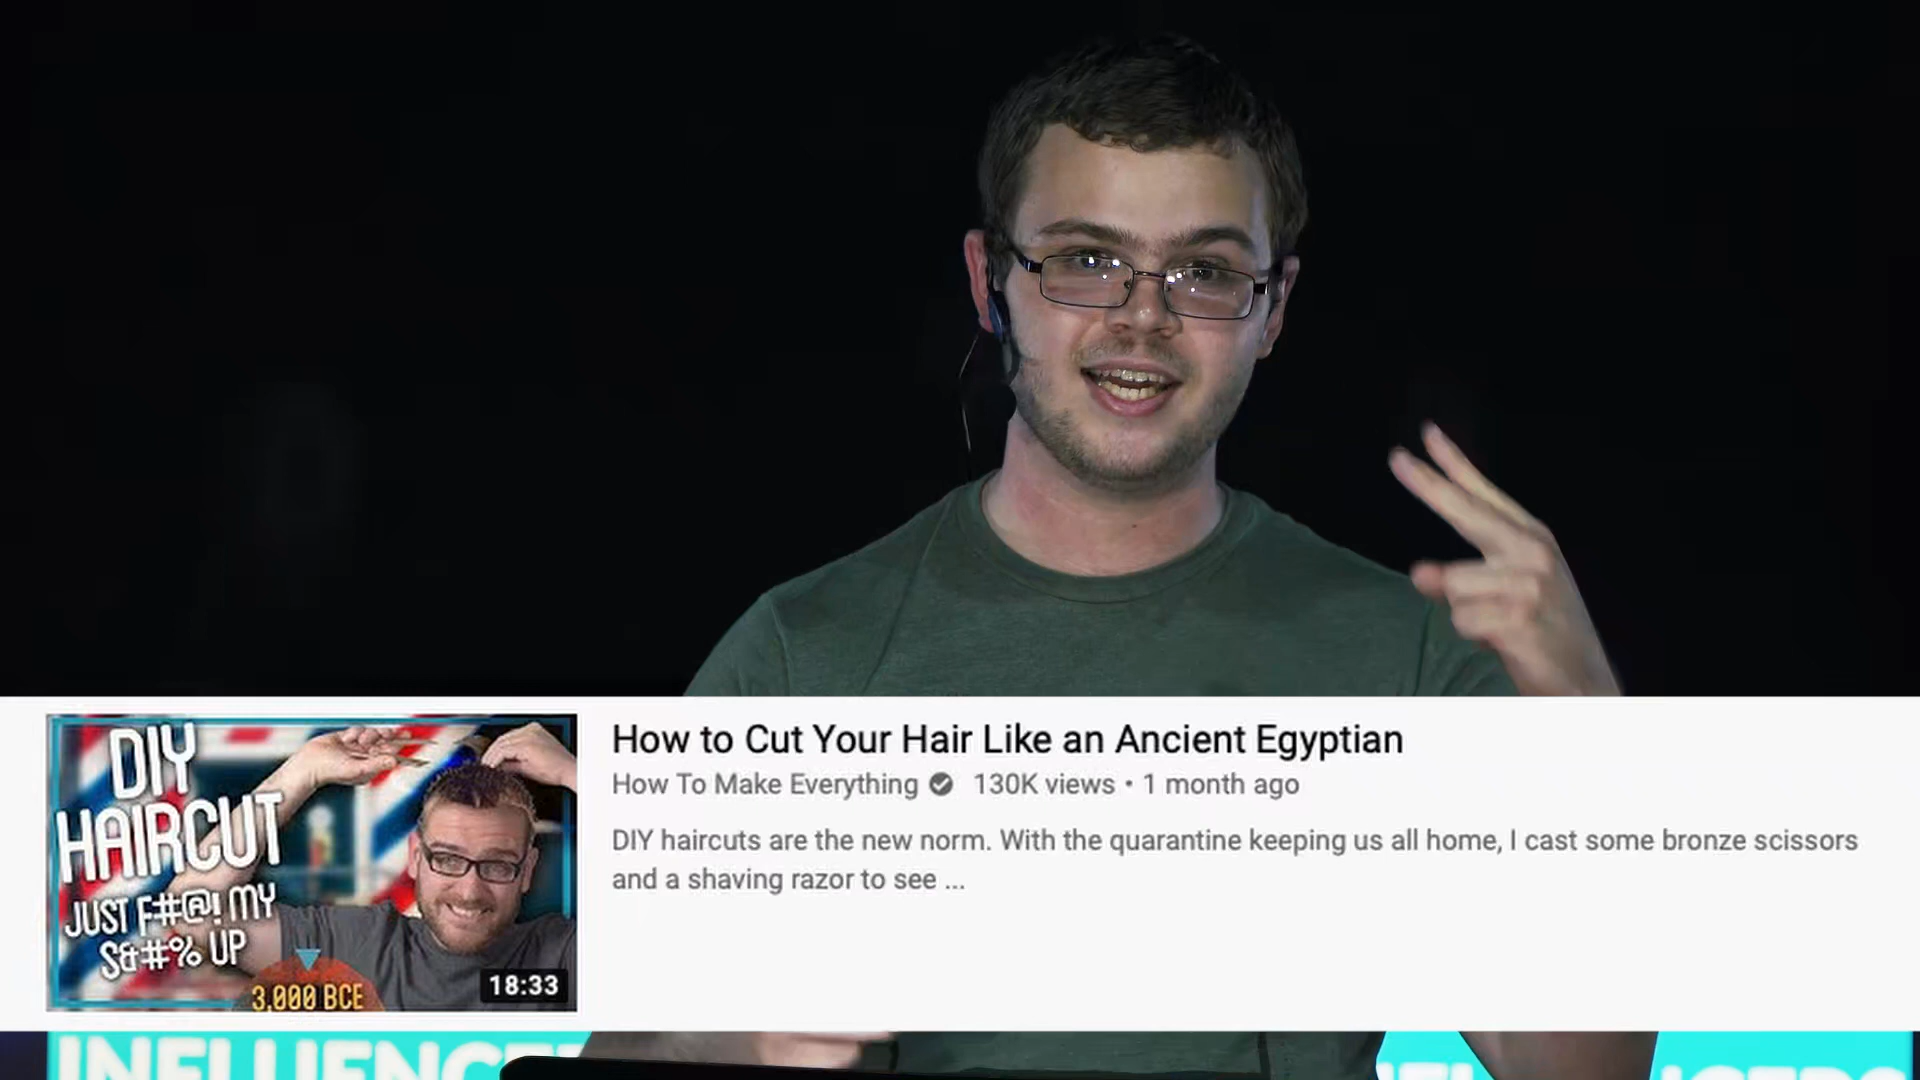 DIY
HAIRCUT
JUST F#@! MY
S&#% UP
3,000 BCE
18:33
How to Cut Your Hair Like an Ancient Egyptian
How To Make Everything 130K views • 1 month ago
DIY haircuts are the new norm. With the quarantine keeping us all home, I cast some bronze scissors
and a shaving razor to see ...